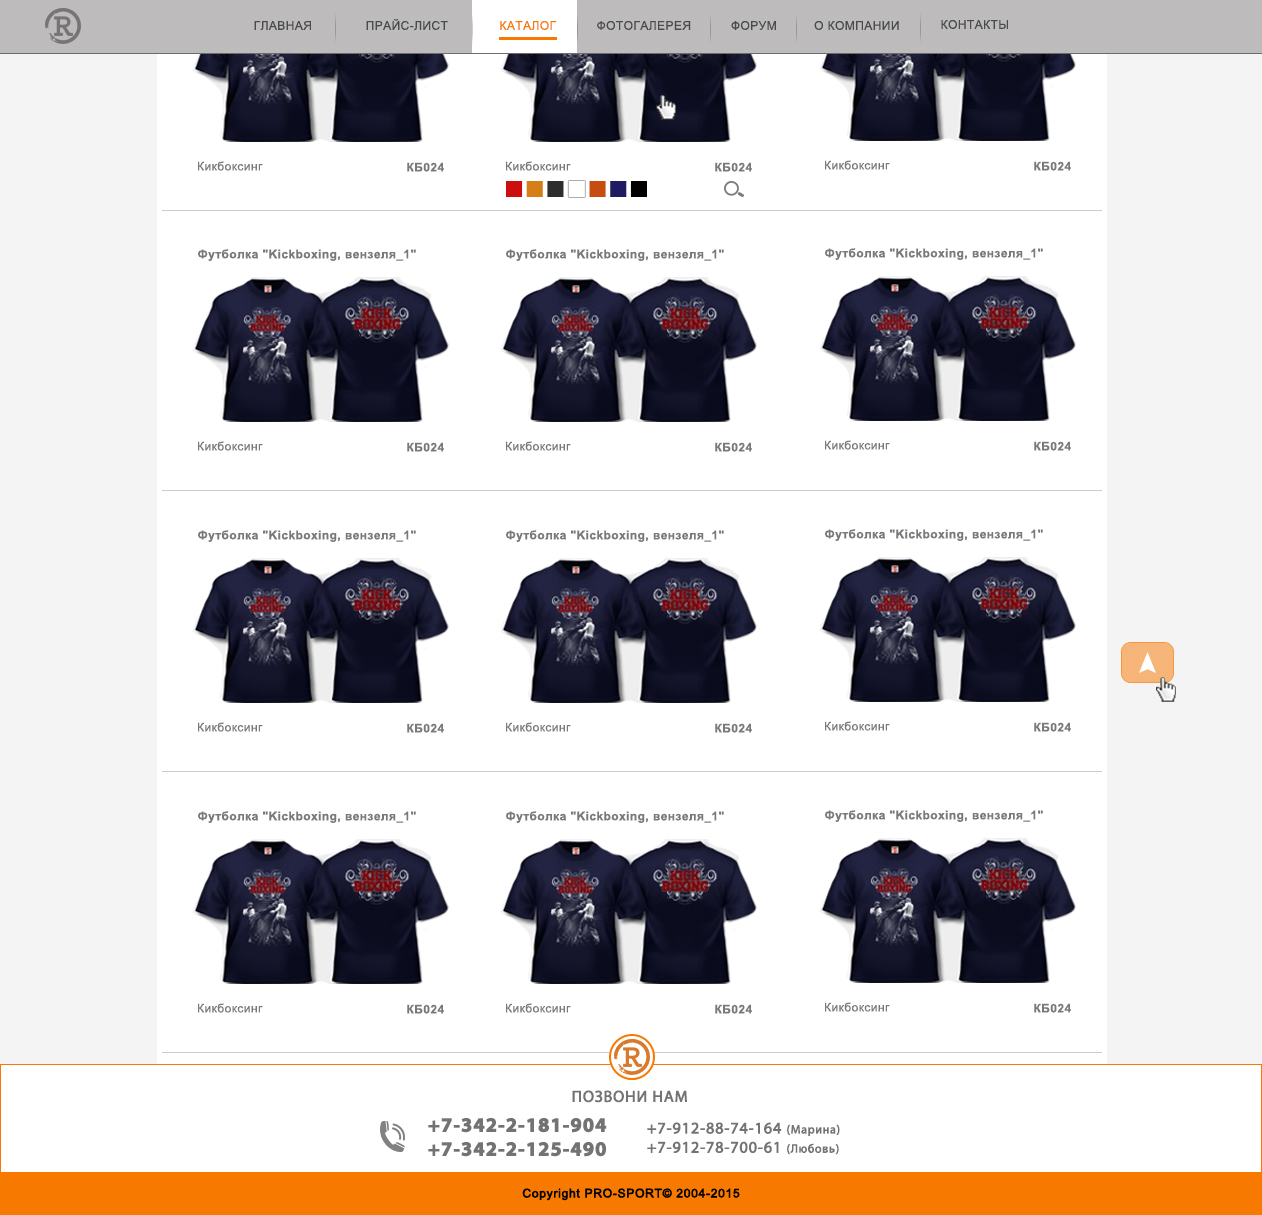 ГЛАВНАЯ ПРАЙС-ЛИСТ КАТАЛОГ ФОТОГАЛЕРЕЯ ФОРУМ О КОМПАНИИ КОНТАКТЫ
Кикбоксинг КБ024 Кикбоксинг КБ024 Кикбоксинг КБ024
Футболка "Kickboxing, вензеля_1" Футболка "Kickboxing, вензеля_1" Футболка "Kickboxing, вензеля_1"
KICK KICK KICK KICK KICK KICK
BOXING BOXING BOXING BOXING BOXING BOXING
Кикбоксинг КБ024 Кикбоксинг КБ024 Кикбоксинг КБ024
Футболка "Kickboxing, вензеля_1" Футболка "Kickboxing, вензеля_1" Футболка "Kickboxing, вензеля_1"
KICK KICK KICK KICK KICK KICK
BOXING BOXING BOXING BOXING BOXING BOXING
Кикбоксинг КБ024 Кикбоксинг КБ024 Кикбоксинг КБ024
Футболка "Kickboxing, вензеля_1" Футболка "Kickboxing, вензеля_1" Футболка "Kickboxing, вензеля_1"
KICK KICK KICK KICK KICK KICK
BOXING BOXING BOXING BOXING BOXING BOXING
Кикбоксинг КБ024 Кикбоксинг КБ024 Кикбоксинг КБ024
R
ПОЗВОНИ НАМ
+7-342-2-181-904 +7-912-88-74-164 (Марина)
+7-342-2-125-490 +7-912-78-700-61 (Любовь)
Copyright PRO-SPORT© 2004-2015